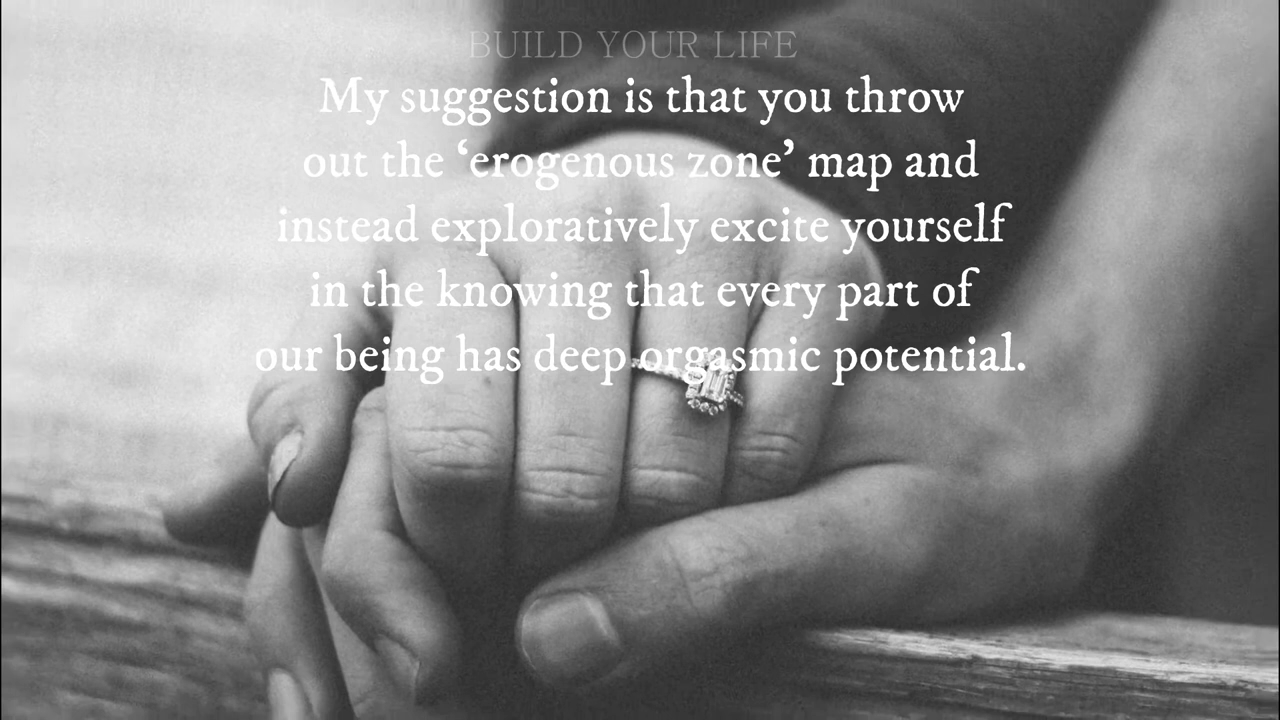 BUILD YOUR LIFE
My suggestion is that you throw
out the ‘erogenous zone’ map and
instead exploratively excite yourself
in the knowing that every part of
our being has deep orgasmic potential.